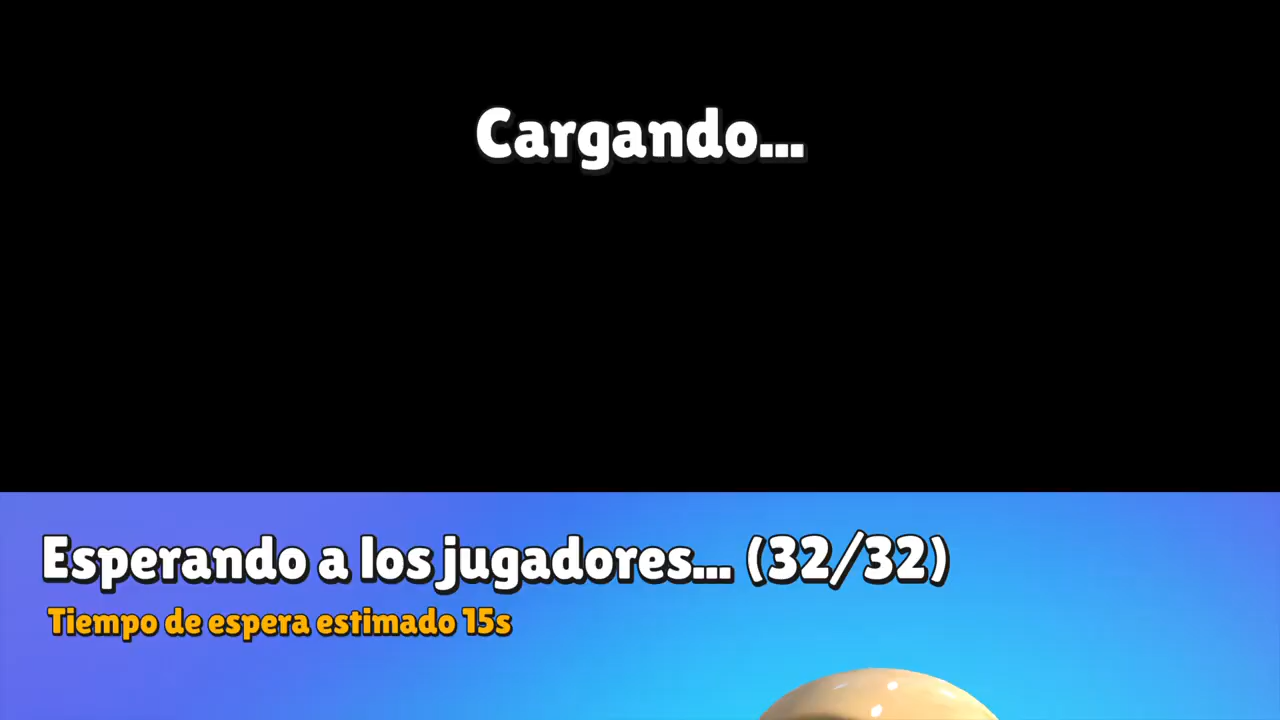 Cargando...
Esperando a los jugadores... (32/32)
Tiempo de espera estimado 15s